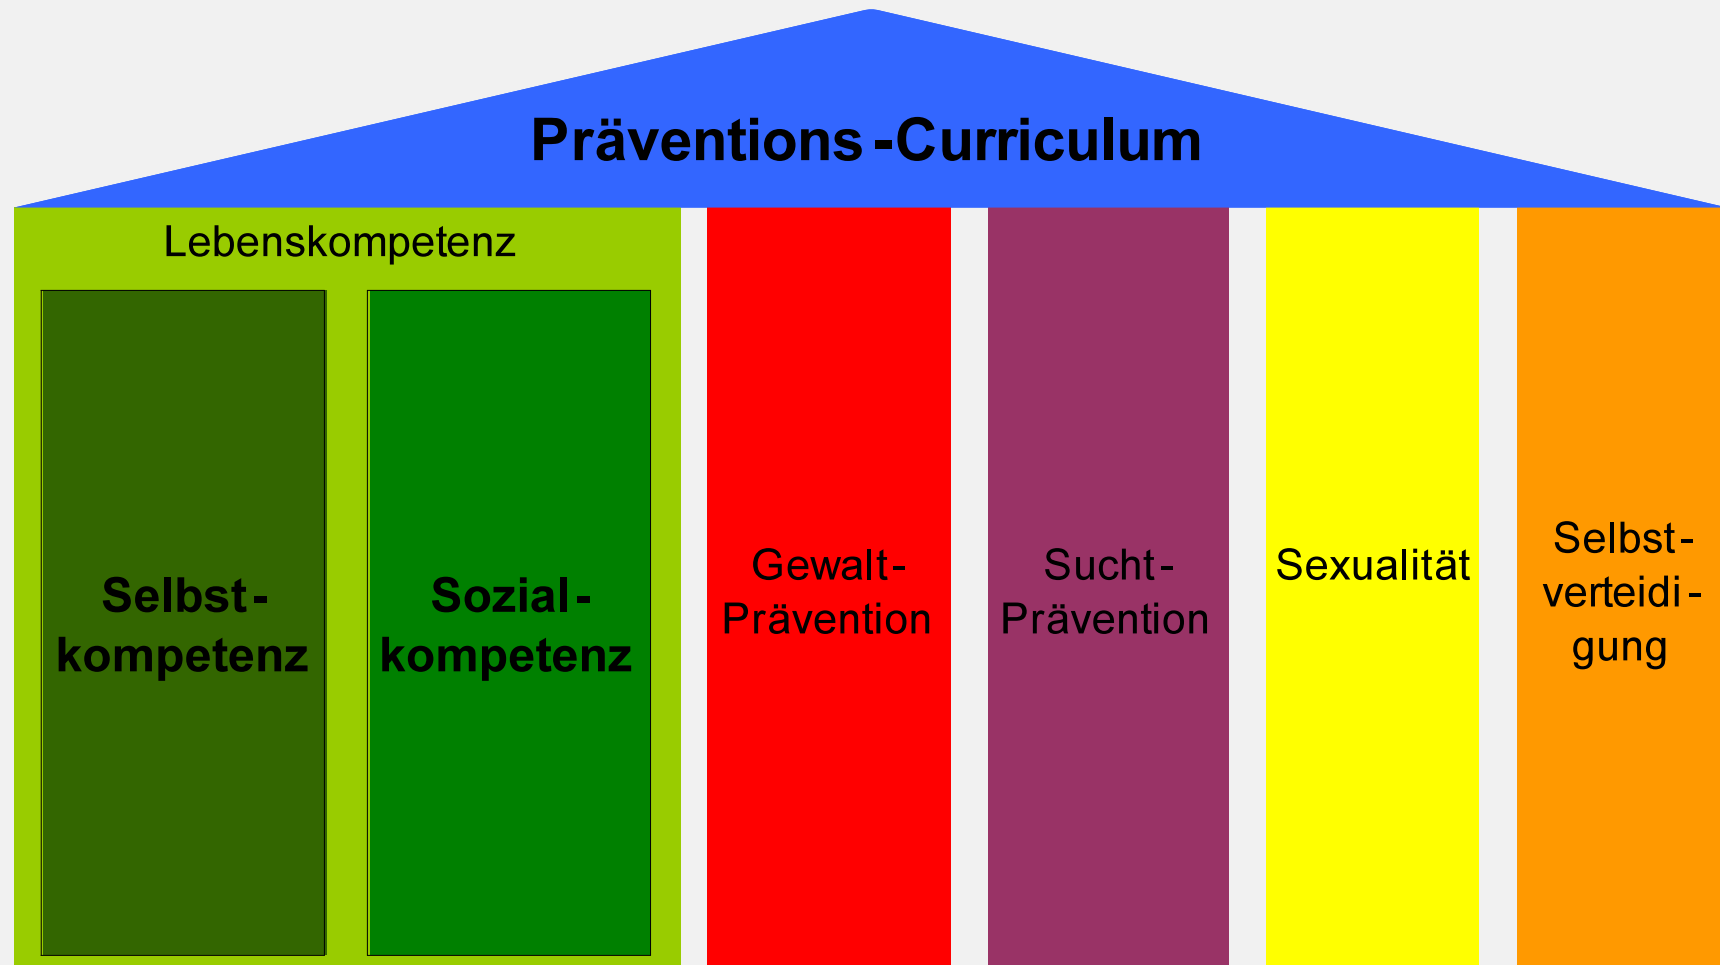 Präventions-Curriculum
Lebenskompetenz
Selbst-
kompetenz
Sozial-
kompetenz
Gewalt-
Prävention
Sucht-
Prävention
Sexualität
Selbst-
verteidi-
gung